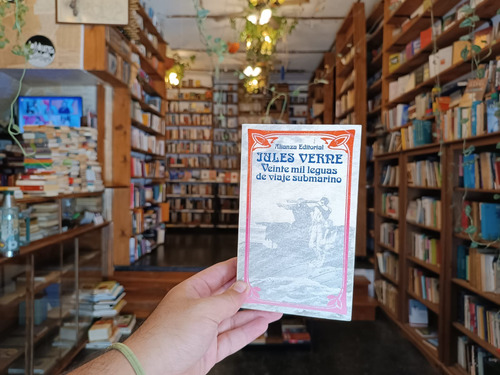 Alianza Editorial
JULES VERNE
Veinte mil leguas
de viaje submarino